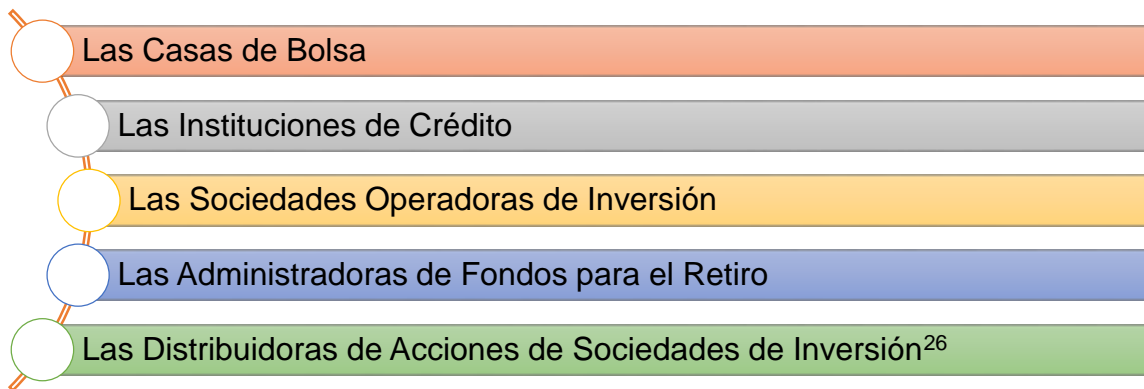 Las Casas de Bolsa
Las Instituciones de Crédito
Las Sociedades Operadoras de Inversión
Las Administradoras de Fondos para el Retiro
Las Distribuidoras de Acciones de Sociedades de Inversión²⁶